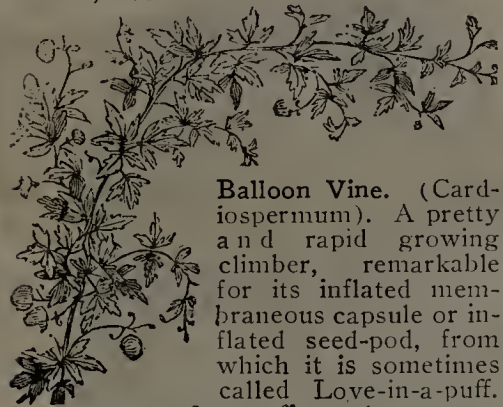 Balloon Vine. (Card-
iospermum). A pretty
and rapid growing
climber, remarkable
for its inflated mem-
braneous capsule or in-
flated seed-pod, from
which it is sometimes
called Love-in-a-puff.